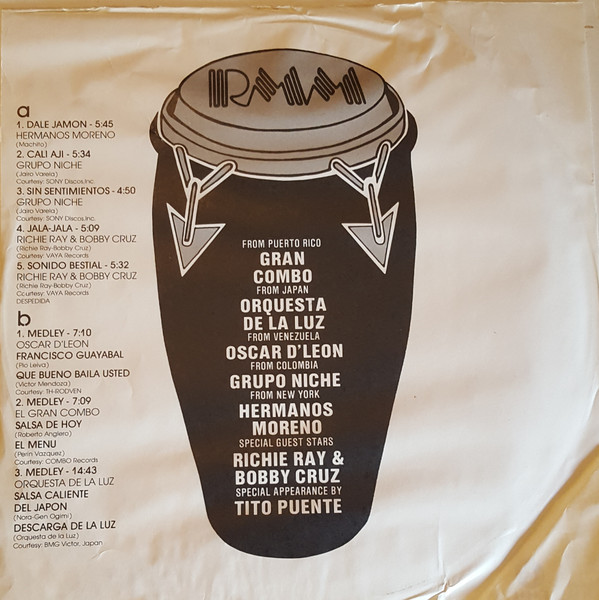 RMM
a
1. DALE JAMON - 5:45
HERMANOS MORENO
(Machito)
2. CALI AJI - 5:34
GRUPO NICHE
(Jairo Varela)
Courtesy: SONY Discos, Inc.
3. SIN SENTIMIENTOS - 4:50
GRUPO NICHE
(Jairo Varela)
Courtesy: SONY Discos, Inc.
4. JALA-JALA - 5:09
RICHIE RAY & BOBBY CRUZ
(Richie Ray-Bobby Cruz)
Courtesy: VAYA Records
5. SONIDO BESTIAL - 5:32
RICHIE RAY & BOBBY CRUZ
(Richie Ray-Bobby Cruz)
Courtesy: VAYA Records
DESPEDIDA
b
1. MEDLEY - 7:10
OSCAR D'LEON
FRANCISCO GUAYABAL
(Pio Leiva)
QUE BUENO BAILA USTED
(Victor Mendoza)
Courtesy: TH-RODVEN
2. MEDLEY - 7:09
EL GRAN COMBO
SALSA DE HOY
(Roberto Anglero)
EL MENU
(Perin Vazquez)
Courtesy: COMBO Records
3. MEDLEY - 14:43
ORQUESTA DE LA LUZ
SALSA CALIENTE
DEL JAPON
(Nora-Gen Ogimi)
DESCARGA DE LA LUZ
(Orquesta de la Luz)
Courtesy: BMG Victor, Japan
FROM PUERTO RICO
GRAN
COMBO
FROM JAPAN
ORQUESTA
DE LA LUZ
FROM VENEZUELA
OSCAR D'LEON
FROM COLOMBIA
GRUPO NICHE
FROM NEW YORK
HERMANOS
MORENO
SPECIAL GUEST STARS
RICHIE RAY &
BOBBY CRUZ
SPECIAL APPEARANCE BY
TITO PUENTE